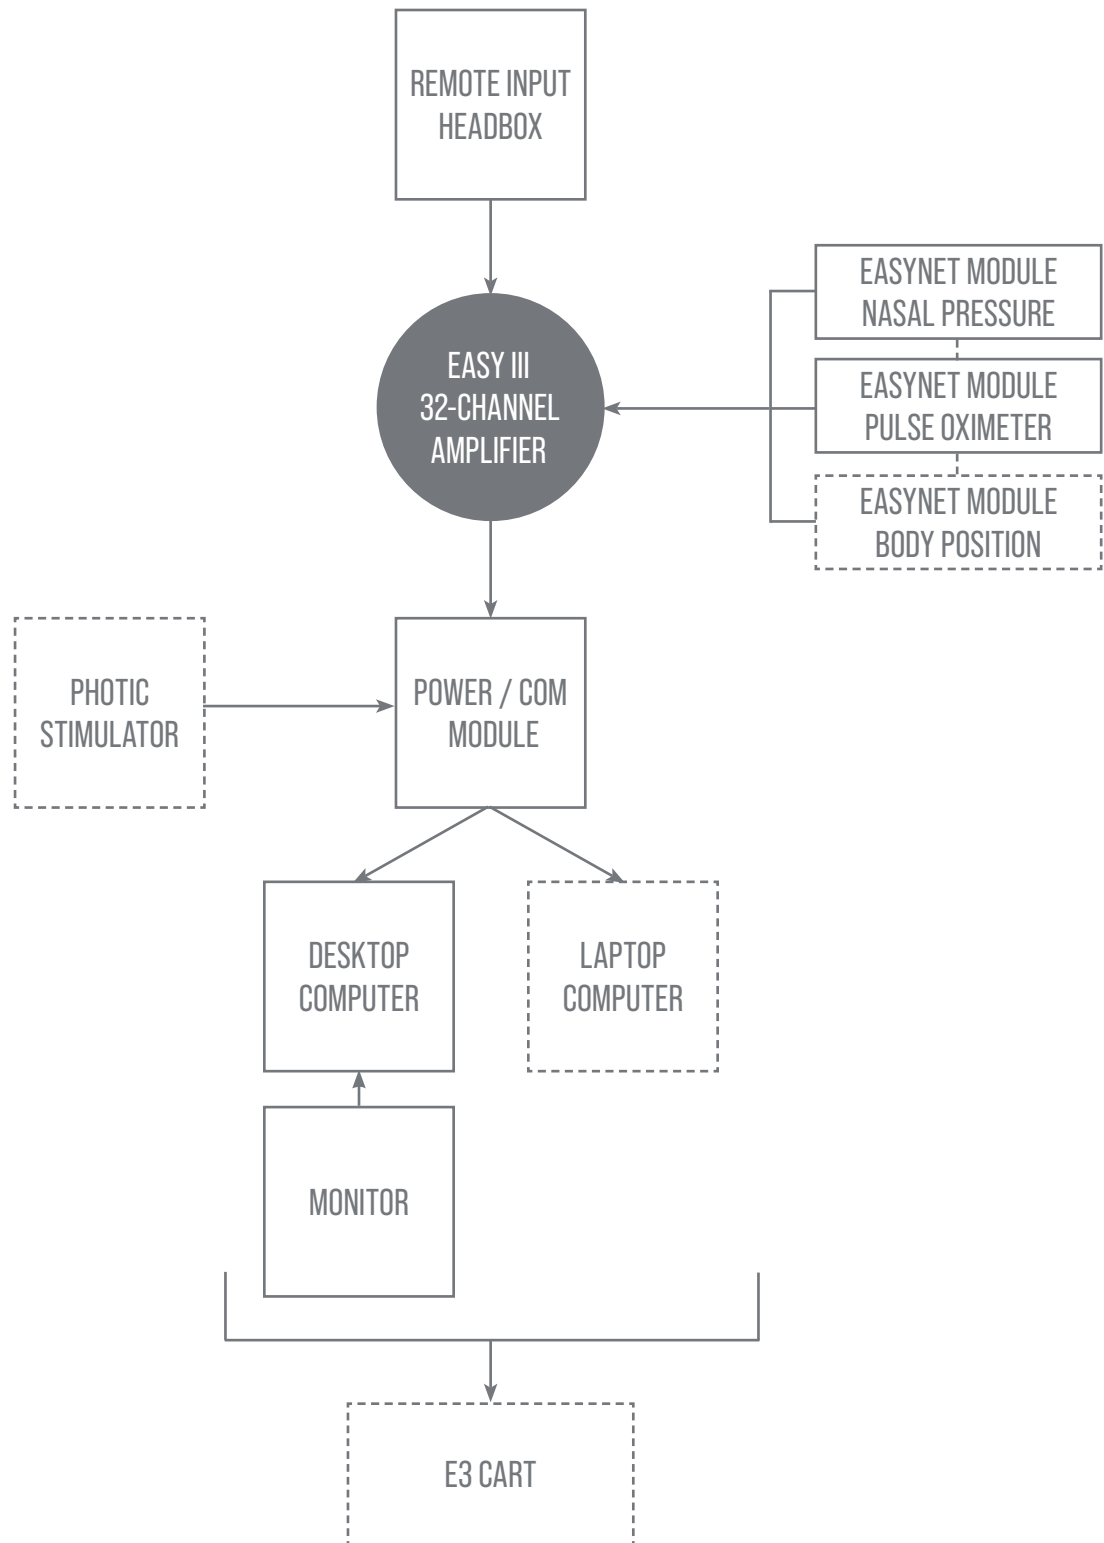 REMOTE INPUT
HEADBOX
EASYNET MODULE
NASAL PRESSURE
EASY III
32-CHANNEL
AMPLIFIER
EASYNET MODULE
PULSE OXIMETER
EASYNET MODULE
BODY POSITION
PHOTIC
STIMULATOR
POWER / COM
MODULE
DESKTOP
COMPUTER
LAPTOP
COMPUTER
MONITOR
E3 CART